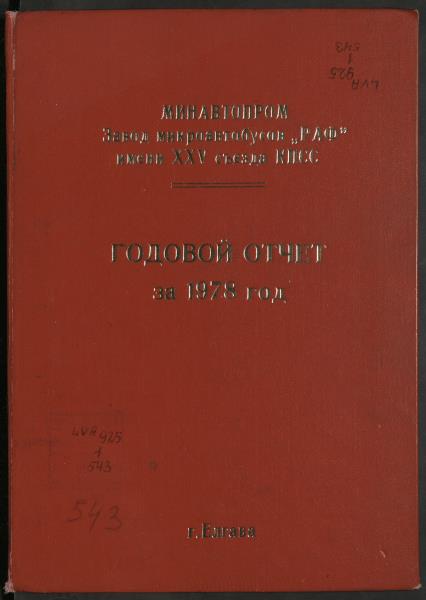 LVA
925
1
543
МИНАВТОПРОМ
Завод микроавтобусов „РАФ"
имени XXV съезда КПСС
ГОДОВОЙ ОТЧЕТ
за 1978 год
LVA 925
1
543
543
г. Елгава